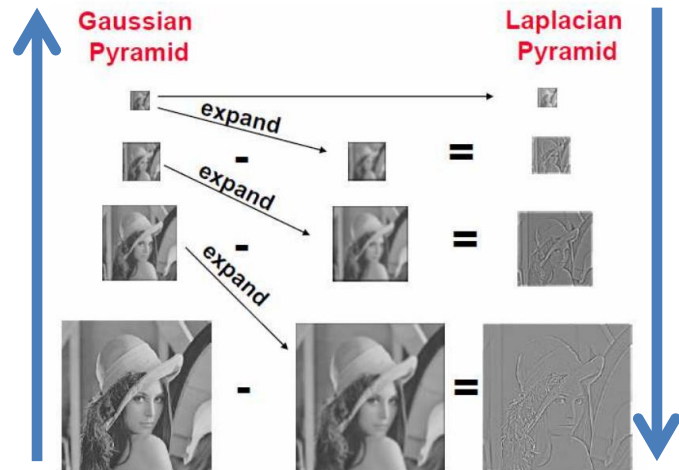 Gaussian
Pyramid
Laplacian
Pyramid
expand
- =
expand
- =
expand
- =